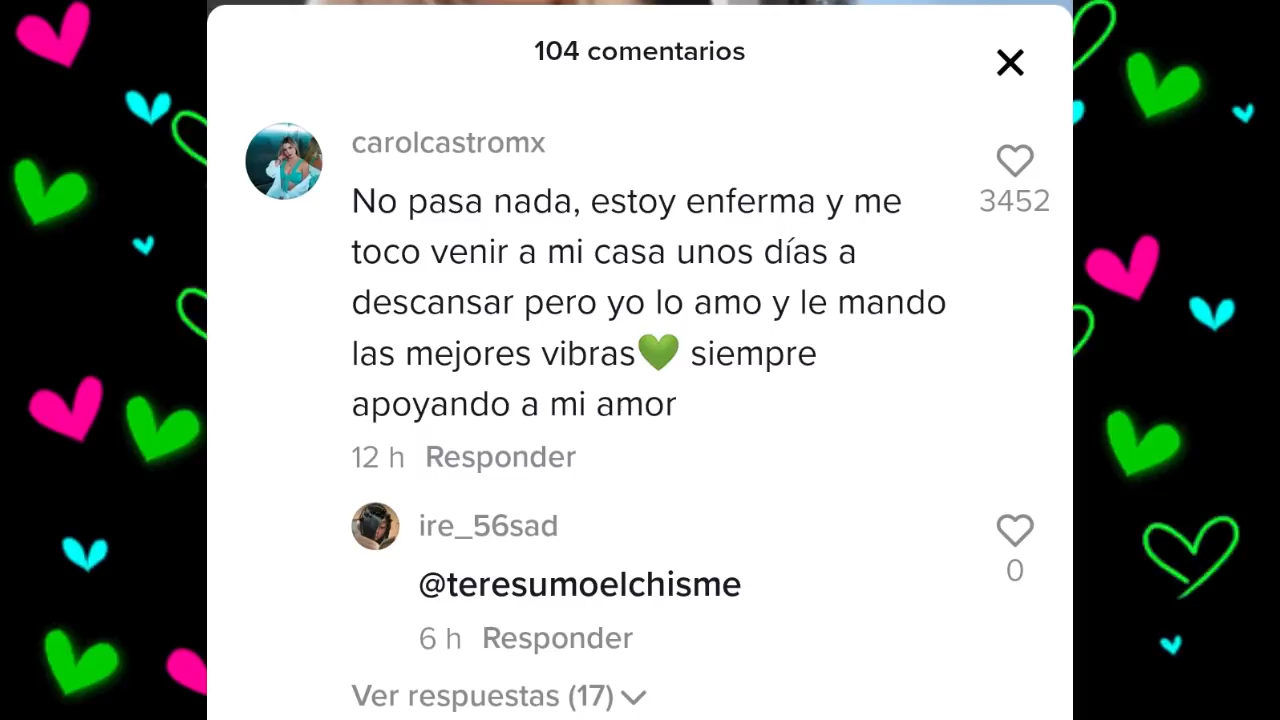 104 comentarios
carolcastromx
No pasa nada, estoy enferma y me
toco venir a mi casa unos días a
descansar pero yo lo amo y le mando
las mejores vibras💚 siempre
apoyando a mi amor
3452
12 h Responder
ire_56sad
@teresumoelchisme
0
6 h Responder
Ver respuestas (17)